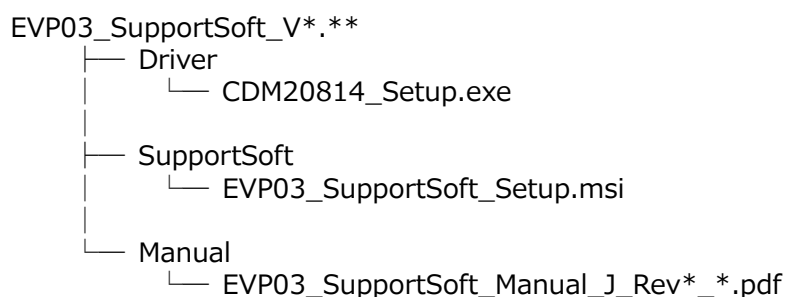 EVP03_SupportSoft_V*.**
Driver
CDM20814_Setup.exe
SupportSoft
EVP03_SupportSoft_Setup.msi
Manual
EVP03_SupportSoft_Manual_J_Rev*_*.pdf